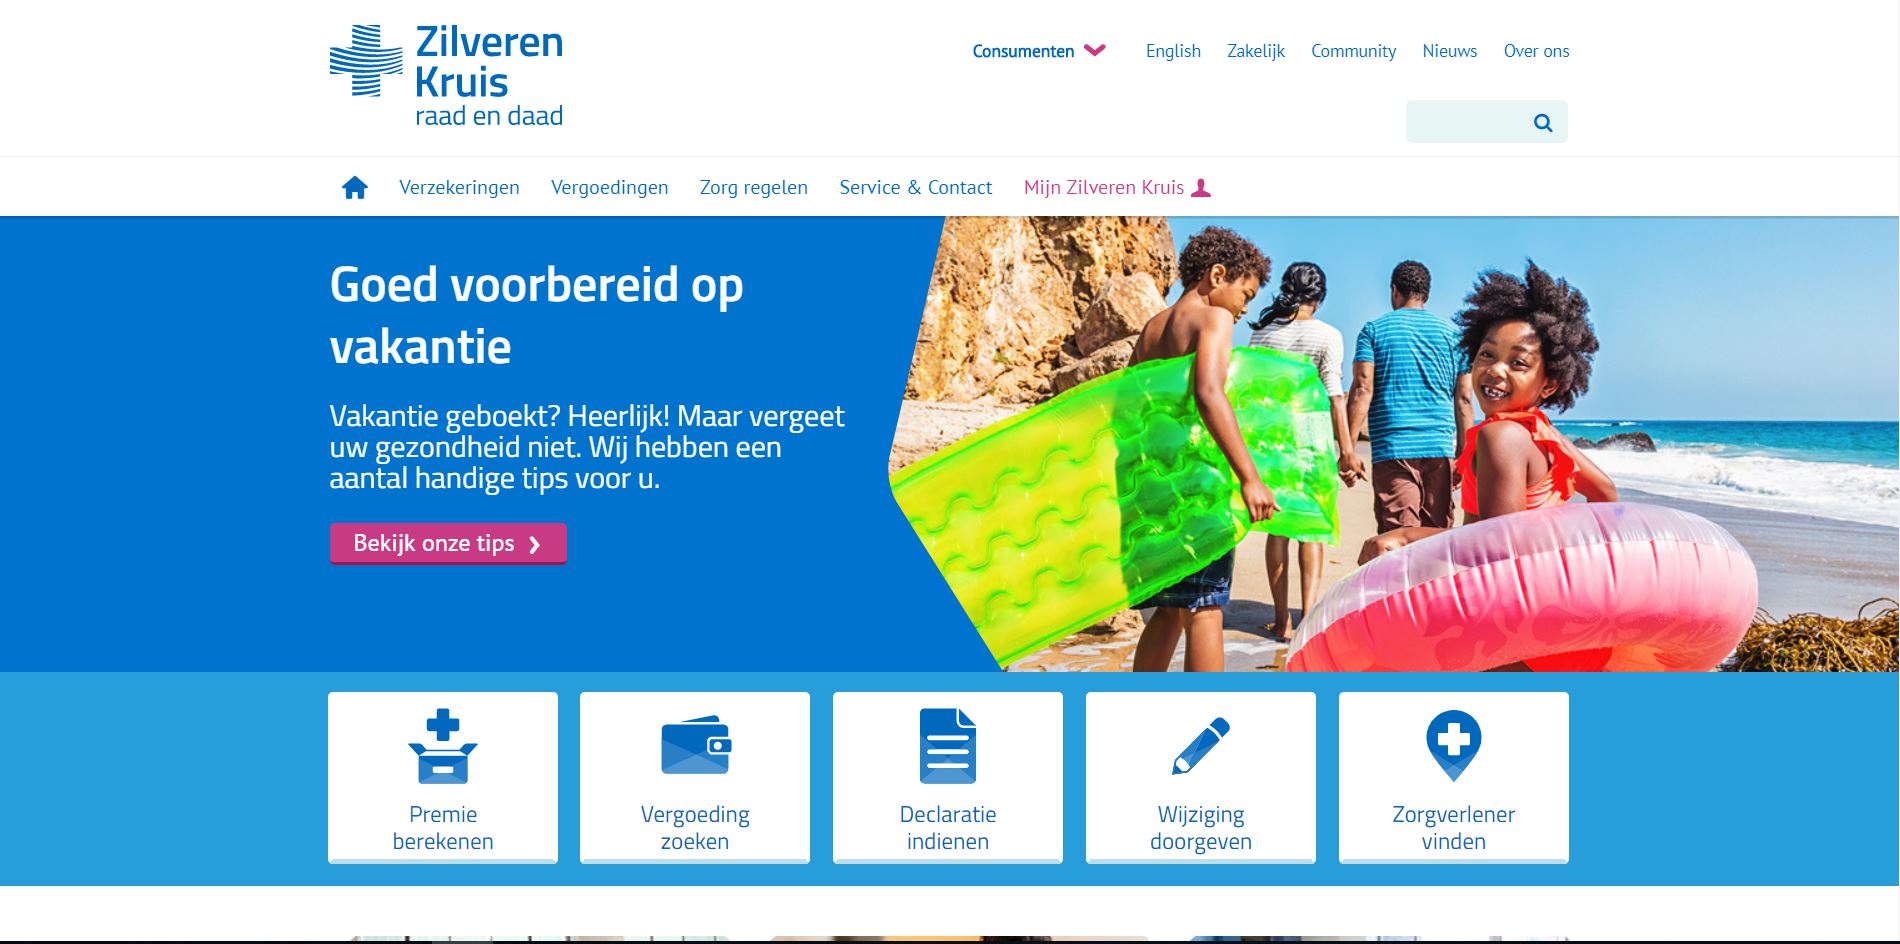 Zilveren
Kruis
raad en daad
Consumenten
English
Zakelijk
Community
Nieuws
Over ons
Verzekeringen
Vergoedingen
Zorg regelen
Service & Contact
Mijn Zilveren Kruis
Goed voorbereid op
vakantie
Vakantie geboekt? Heerlijk! Maar vergeet
uw gezondheid niet. Wij hebben een
aantal handige tips voor u.
Bekijk onze tips
Premie
berekenen
Vergoeding
zoeken
Declaratie
indienen
Wijziging
doorgeven
Zorgverlener
vinden